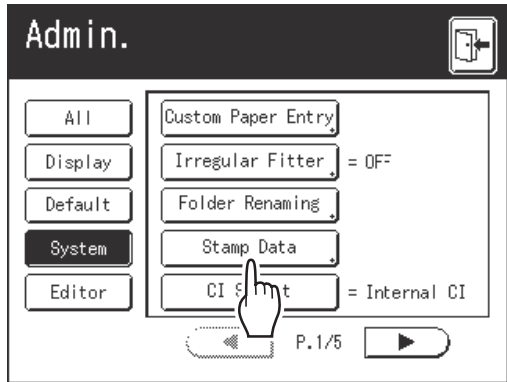 Admin.
All
Custom Paper Entry
Display
Irregular Fitter = OFF
Default
Folder Renaming
System
Stamp Data
Editor
CI = Internal CI
P.1/5